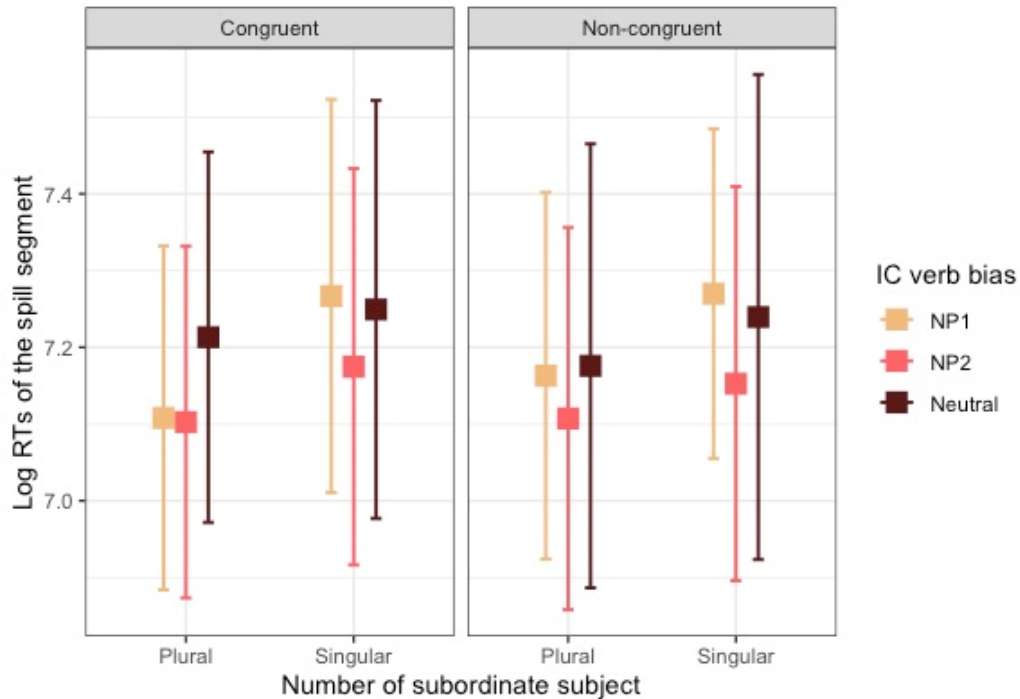 Congruent
Non-congruent
Log RTs of the spill segment
7.4
7.2
7.0
Plural
Singular
Plural
Singular
Number of subordinate subject
IC verb bias
NP1
NP2
Neutral